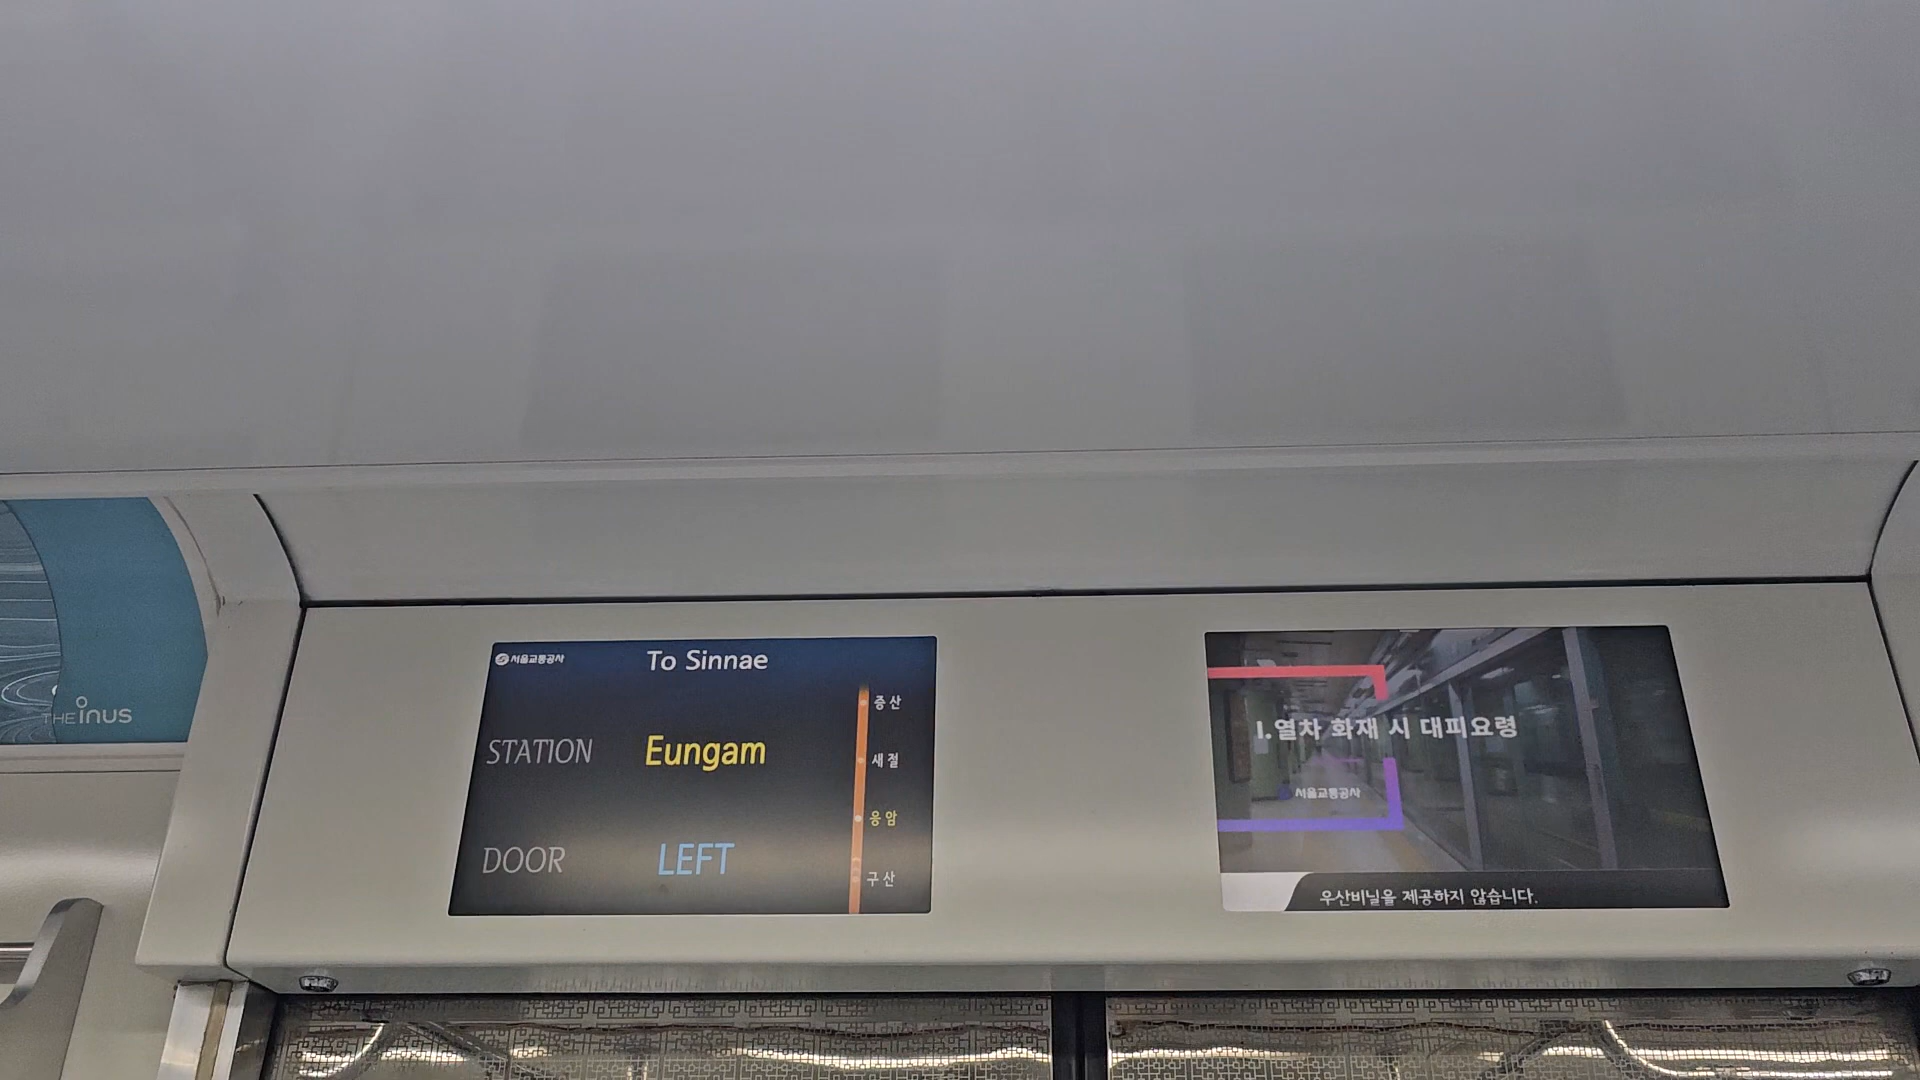 THE inus
서울교통공사
To Sinnae
STATION Eungam
DOOR LEFT
증산
새절
응암
구산
1.열차 화재 시 대피요령
서울교통공사
우산비닐을 제공하지 않습니다.